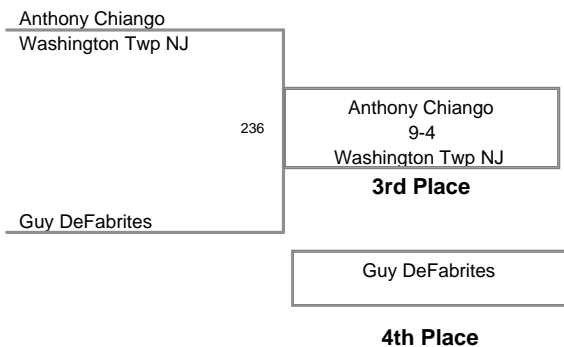 Anthony Chiango
Washington Twp NJ
236
Anthony Chiango
9-4
Washington Twp NJ
3rd Place
Guy DeFabrites
Guy DeFabrites
4th Place